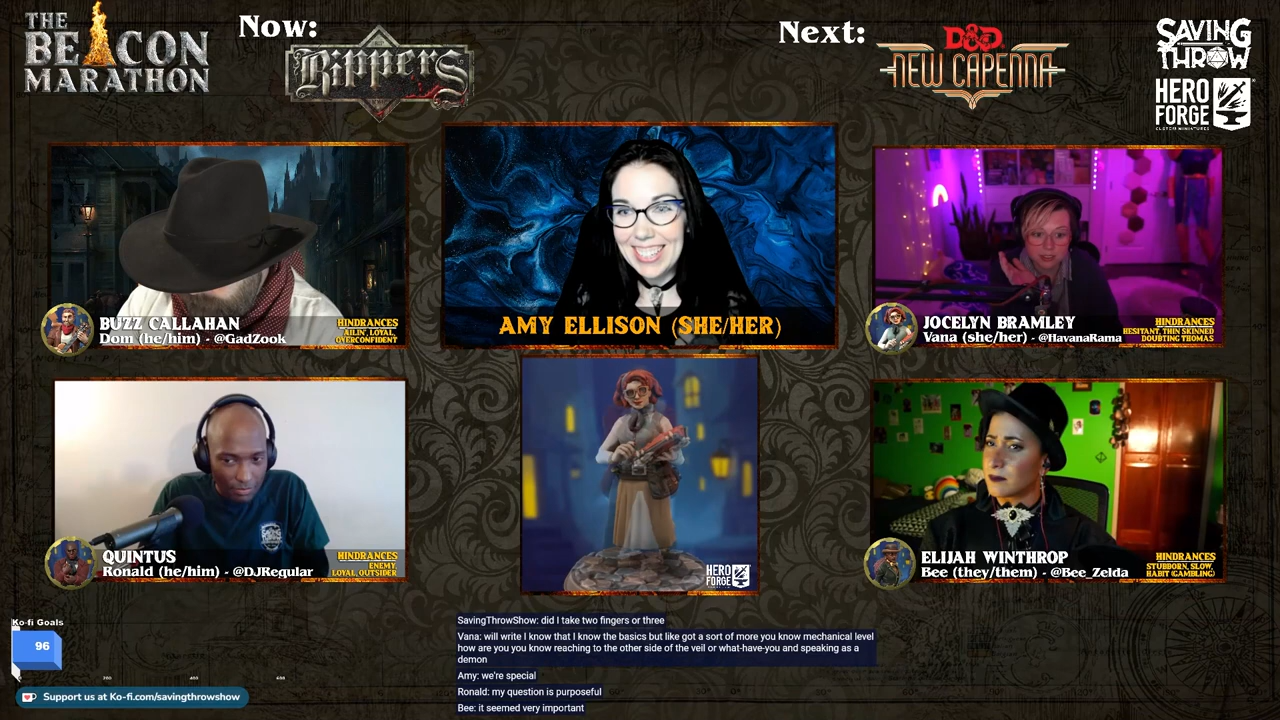 THE
BEACON
MARATHON
Now:
Rippers
Next:
D&D
NEW CAPENNA
SAVING
THROW
HERO
FORGE
CUSTOM MINIATURES
BUZZ CALLAHAN
Dom (he/him) - @GadZook
HINDRANCES
AILIN', LOYAL,
OVERCONFIDENT
AMY ELLISON (SHE/HER)
JOCELYN BRAMLEY
Vana (she/her) - @HavanaRama
HINDRANCES
HESITANT, THIN SKINNED
DOUBTING THOMAS
QUINTUS
Ronald (he/him) - @DJRegular
HINDRANCES
ENEMY,
LOYAL, OUTSIDER
HERO
FORGE
ELIJAH WINTHROP
Bee (they/them) - @Bee_Zelda
HINDRANCES
STUBBORN, SLOW,
HABIT (GAMBLING)
Ko-fi Goals
96
Support us at Ko-fi.com/savingthrowshow
SavingThrowShow: did I take two fingers or three
Vana: will write I know that I know the basics but like got a sort of more you know mechanical level
how are you you know reaching to the other side of the veil or what-have-you and speaking as a
demon
Amy: we're special
Ronald: my question is purposeful
Bee: it seemed very important